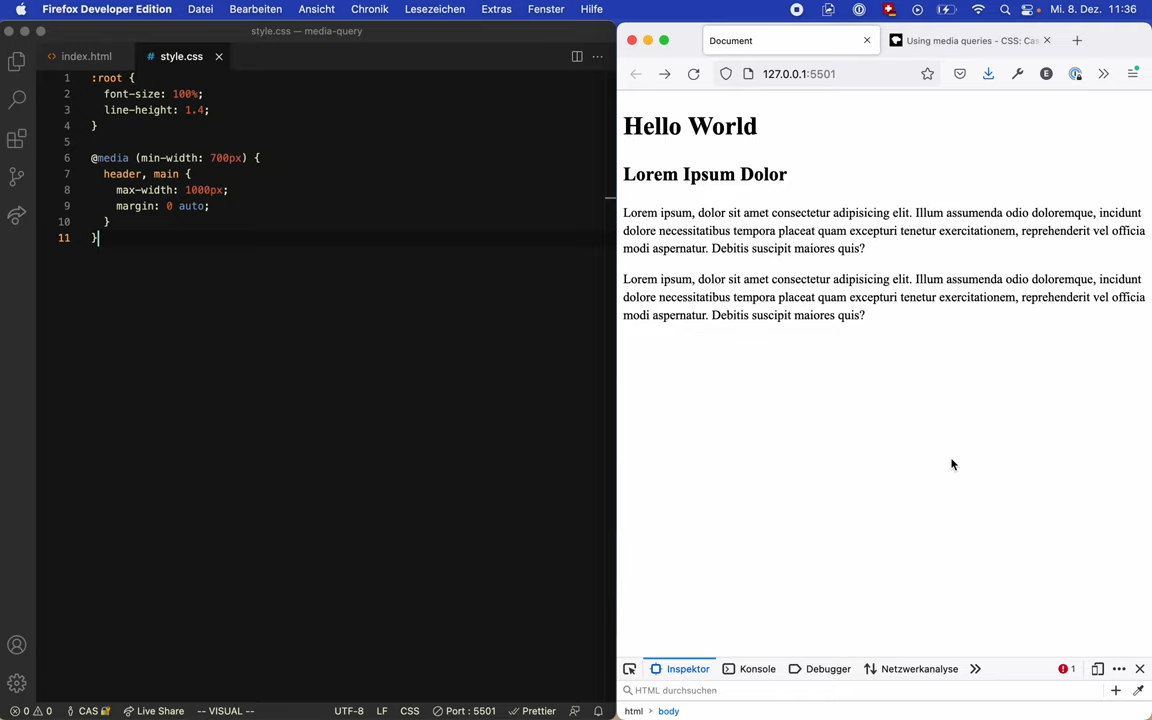 Firefox Developer Edition Datei Bearbeiten Ansicht Chronik Lesezeichen Extras Fenster Hilfe Mi. 8. Dez. 11:36
style.css — media-query
index.html # style.css
1 :root {
2 font-size: 100%;
3 line-height: 1.4;
4 }
5
6 @media (min-width: 700px) {
7 header, main {
8 max-width: 1000px;
9 margin: 0 auto;
10 }
11 }
0 0 CAS Live Share -- VISUAL -- UTF-8 LF CSS Port : 5501 Prettier
Document Using media queries - CSS: Cas
127.0.0.1:5501 E
Hello World
Lorem Ipsum Dolor
Lorem ipsum, dolor sit amet consectetur adipisicing elit. Illum assumenda odio doloremque, incidunt
dolore necessitatibus tempora placeat quam excepturi tenetur exercitationem, reprehenderit vel officia
modi aspernatur. Debitis suscipit maiores quis?
Lorem ipsum, dolor sit amet consectetur adipisicing elit. Illum assumenda odio doloremque, incidunt
dolore necessitatibus tempora placeat quam excepturi tenetur exercitationem, reprehenderit vel officia
modi aspernatur. Debitis suscipit maiores quis?
Inspektor Konsole Debugger Netzwerkanalyse 1
HTML durchsuchen
html > body